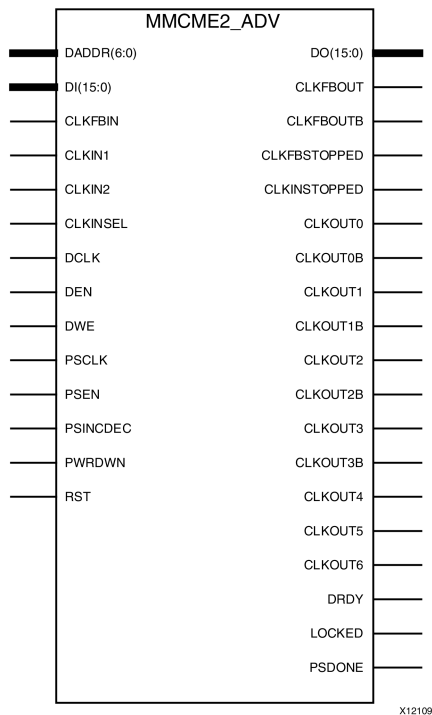 MMCME2_ADV
DADDR(6:0) DO(15:0)
DI(15:0) CLKFBOUT
CLKFBIN CLKFBOUTB
CLKIN1 CLKFBSTOPPED
CLKIN2 CLKINSTOPPED
CLKINSEL CLKOUT0
DCLK CLKOUT0B
DEN CLKOUT1
DWE CLKOUT1B
PSCLK CLKOUT2
PSEN CLKOUT2B
PSINCDEC CLKOUT3
PWRDWN CLKOUT3B
RST CLKOUT4
CLKOUT5
CLKOUT6
DRDY
LOCKED
PSDONE
X12109